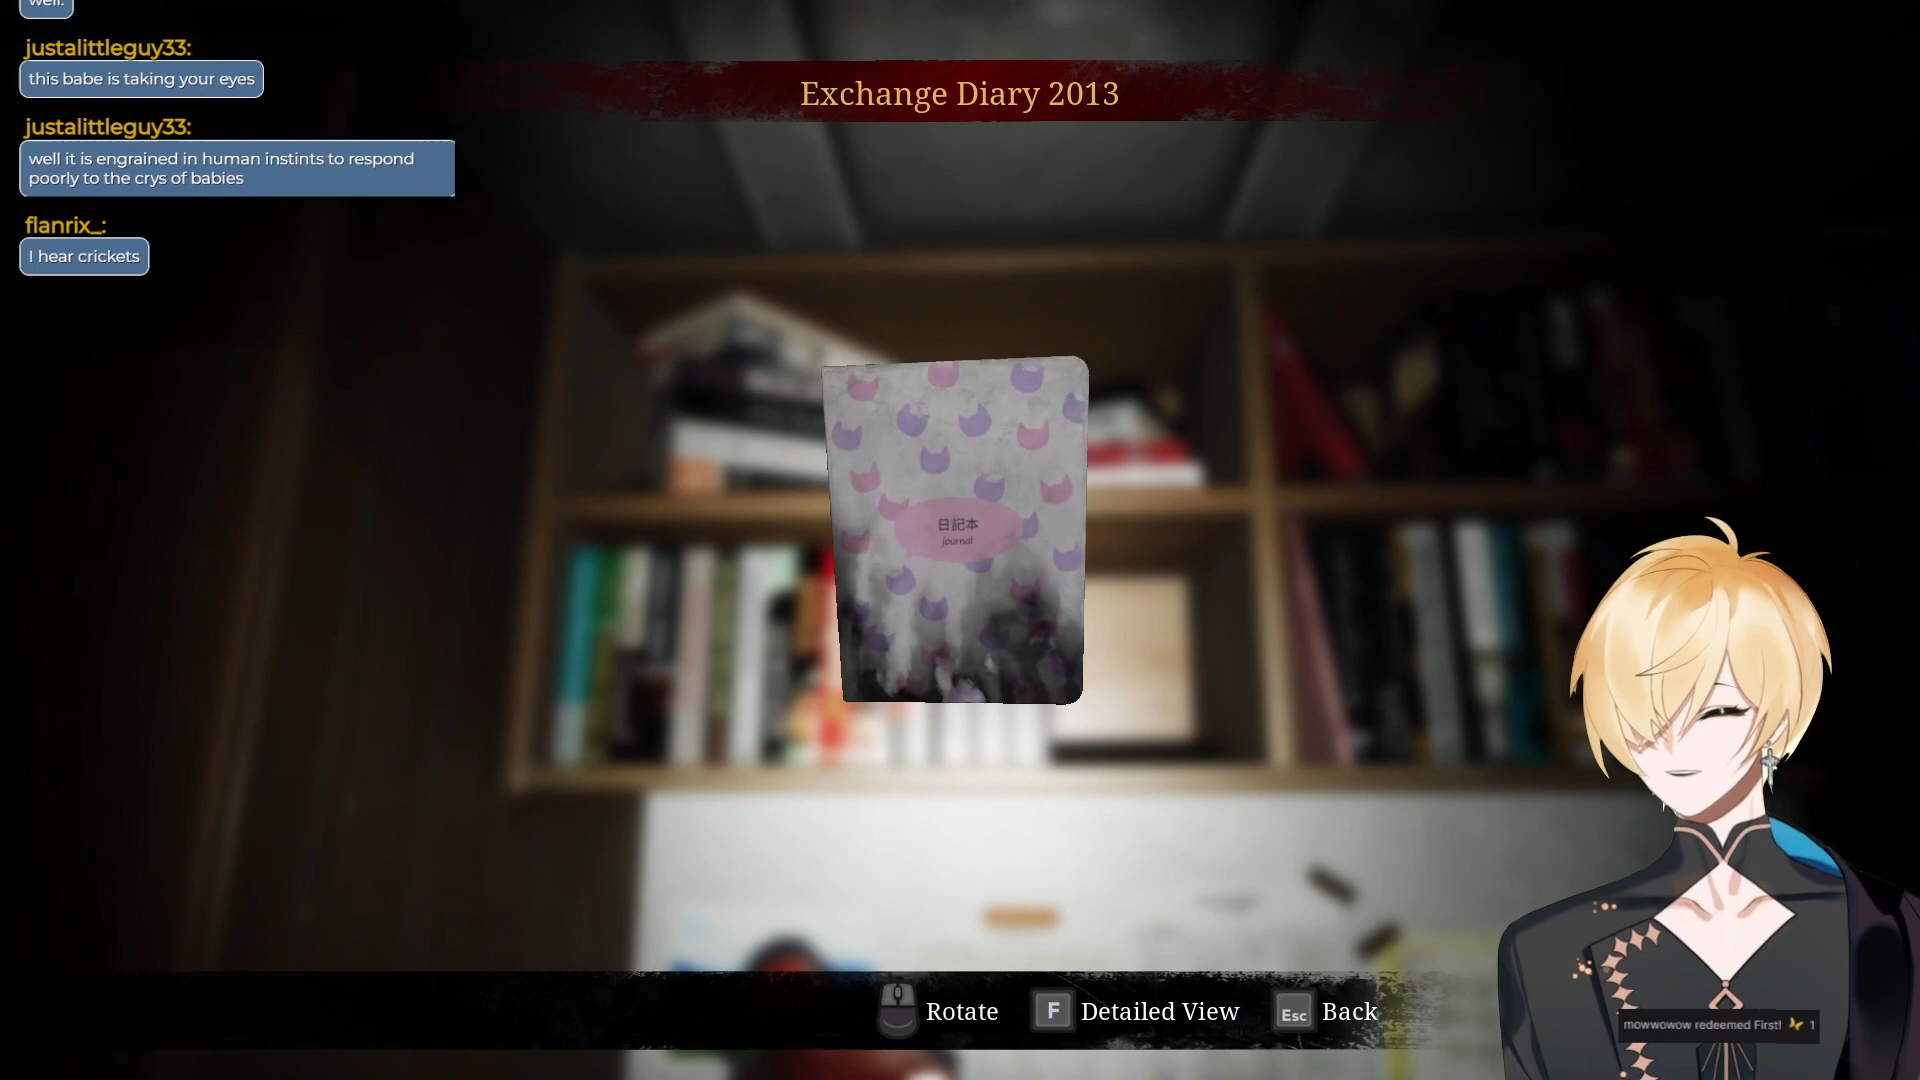 well.
justalittleguy33:
this babe is taking your eyes
justalittleguy33:
well it is engrained in human instints to respond
poorly to the crys of babies
flanrix_:
I hear crickets
Exchange Diary 2013
日記本
journal
Rotate
F Detailed View
Esc Back
mowwowow redeemed First! 1